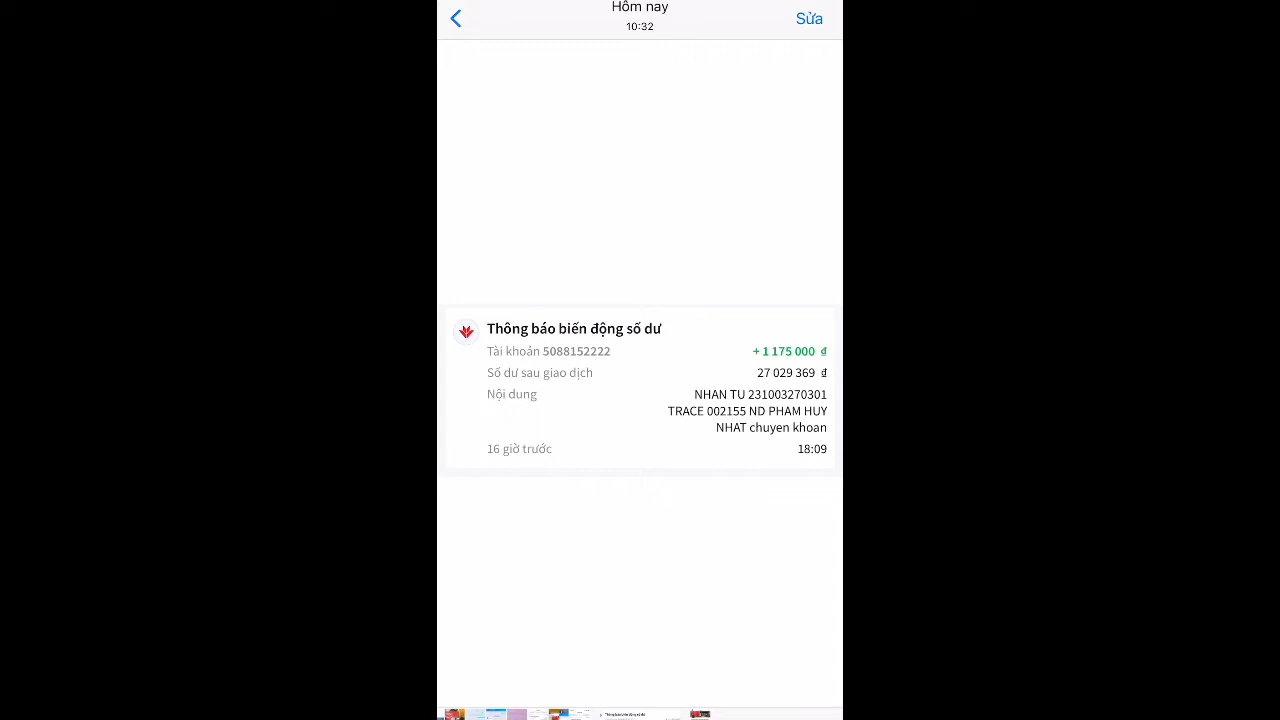 Hôm nay
10:32
Sửa
Thông báo biến động số dư
Tài khoản 5088152222 + 1 175 000 đ
Số dư sau giao dịch 27 029 369 đ
Nội dung NHAN TU 231003270301
TRACE 002155 ND PHAM HUY
NHAT chuyen khoan
16 giờ trước 18:09